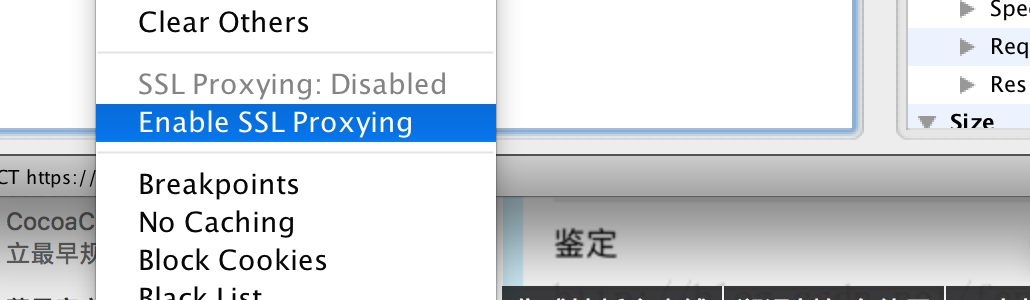 Clear Others
SSL Proxying: Disabled
Enable SSL Proxying
Breakpoints
No Caching
Block Cookies
Black List
Req
Res
Size
CT https://
CocoaC
立最早规
鉴定